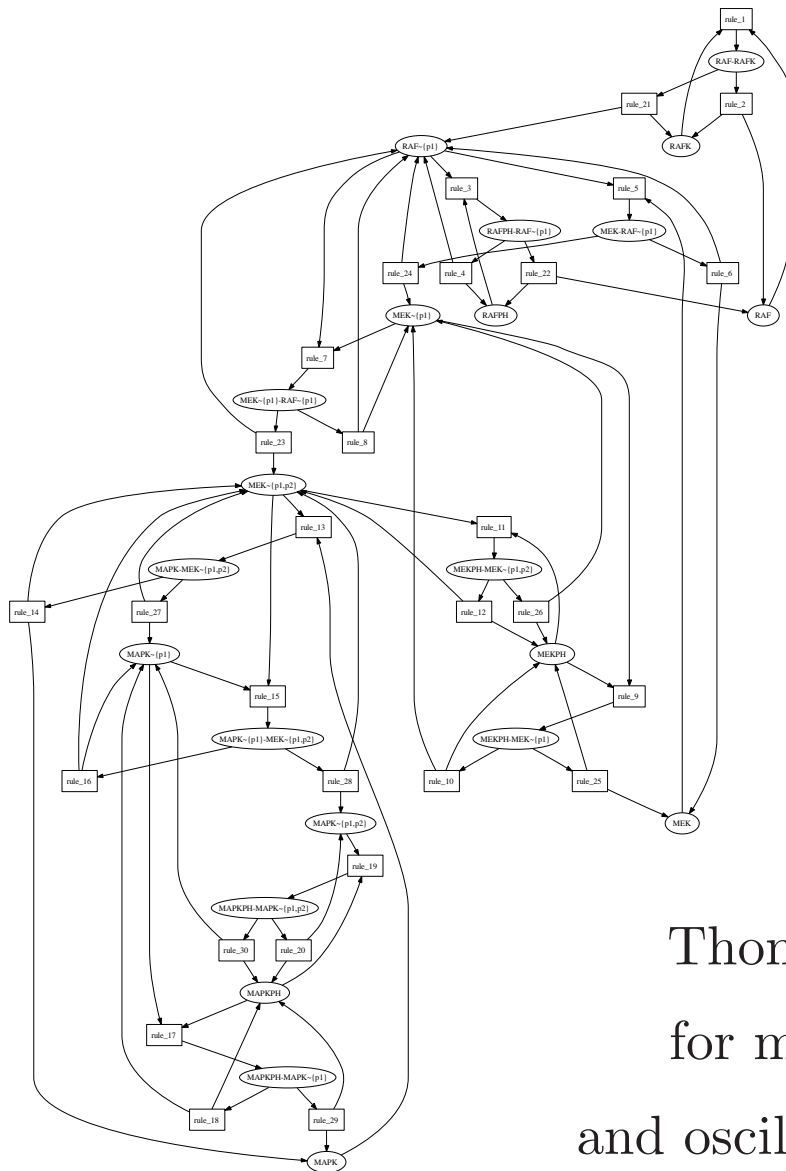 rule_1
RAF-RAFK
rule_21
rule_2
RAF~{p1}
RAFK
rule_3
rule_5
RAFPH-RAF~{p1}
MEK-RAF~{p1}
rule_24
rule_4
rule_22
rule_6
MEK~{p1}
RAFPH
RAF
rule_7
MEK~{p1}-RAF~{p1}
rule_23
rule_8
MEK~{p1,p2}
rule_13
rule_11
MAPK-MEK~{p1,p2}
MEKPH-MEK~{p1,p2}
rule_14
rule_27
rule_12
rule_26
MAPK~{p1}
MEKPH
rule_15
rule_9
MAPK~{p1}-MEK~{p1,p2}
MEKPH-MEK~{p1}
rule_16
rule_28
rule_10
rule_25
MAPK~{p1,p2}
MEK
rule_19
MAPKPH-MAPK~{p1,p2}
rule_30
rule_20
MAPKPH
rule_17
MAPKPH-MAPK~{p1}
rule_18
rule_29
MAPK
for m
and oscil